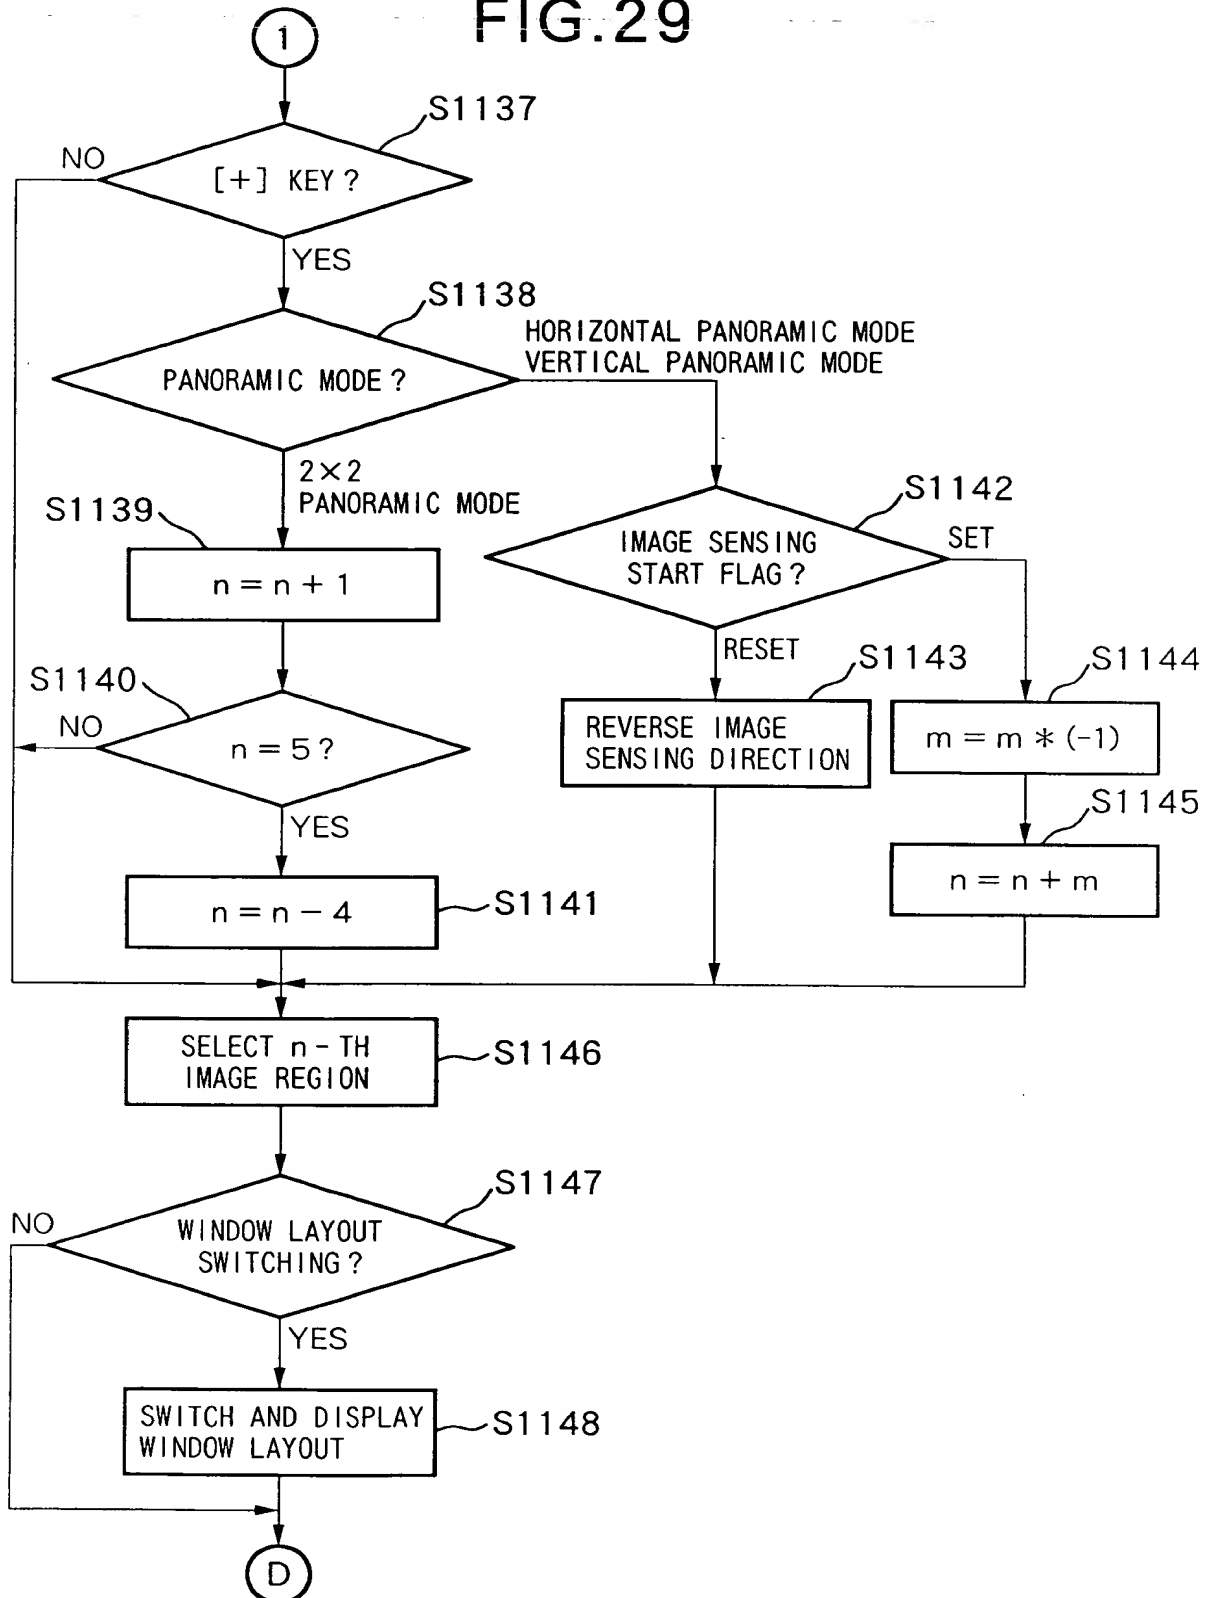 FIG.29
1
S1137
NO
[+] KEY?
YES
S1138
HORIZONTAL PANORAMIC MODE
VERTICAL PANORAMIC MODE
PANORAMIC MODE?
2×2
PANORAMIC MODE
S1139
n=n+1
S1142
IMAGE SENSING
START FLAG?
SET
RESET
S1140
NO
n=5?
YES
S1143
REVERSE IMAGE
SENSING DIRECTION
S1144
m=m*(-1)
S1145
n=n+m
n=n-4
S1141
SELECT n-TH
IMAGE REGION
S1146
S1147
NO
WINDOW LAYOUT
SWITCHING?
YES
SWITCH AND DISPLAY
WINDOW LAYOUT
S1148
D